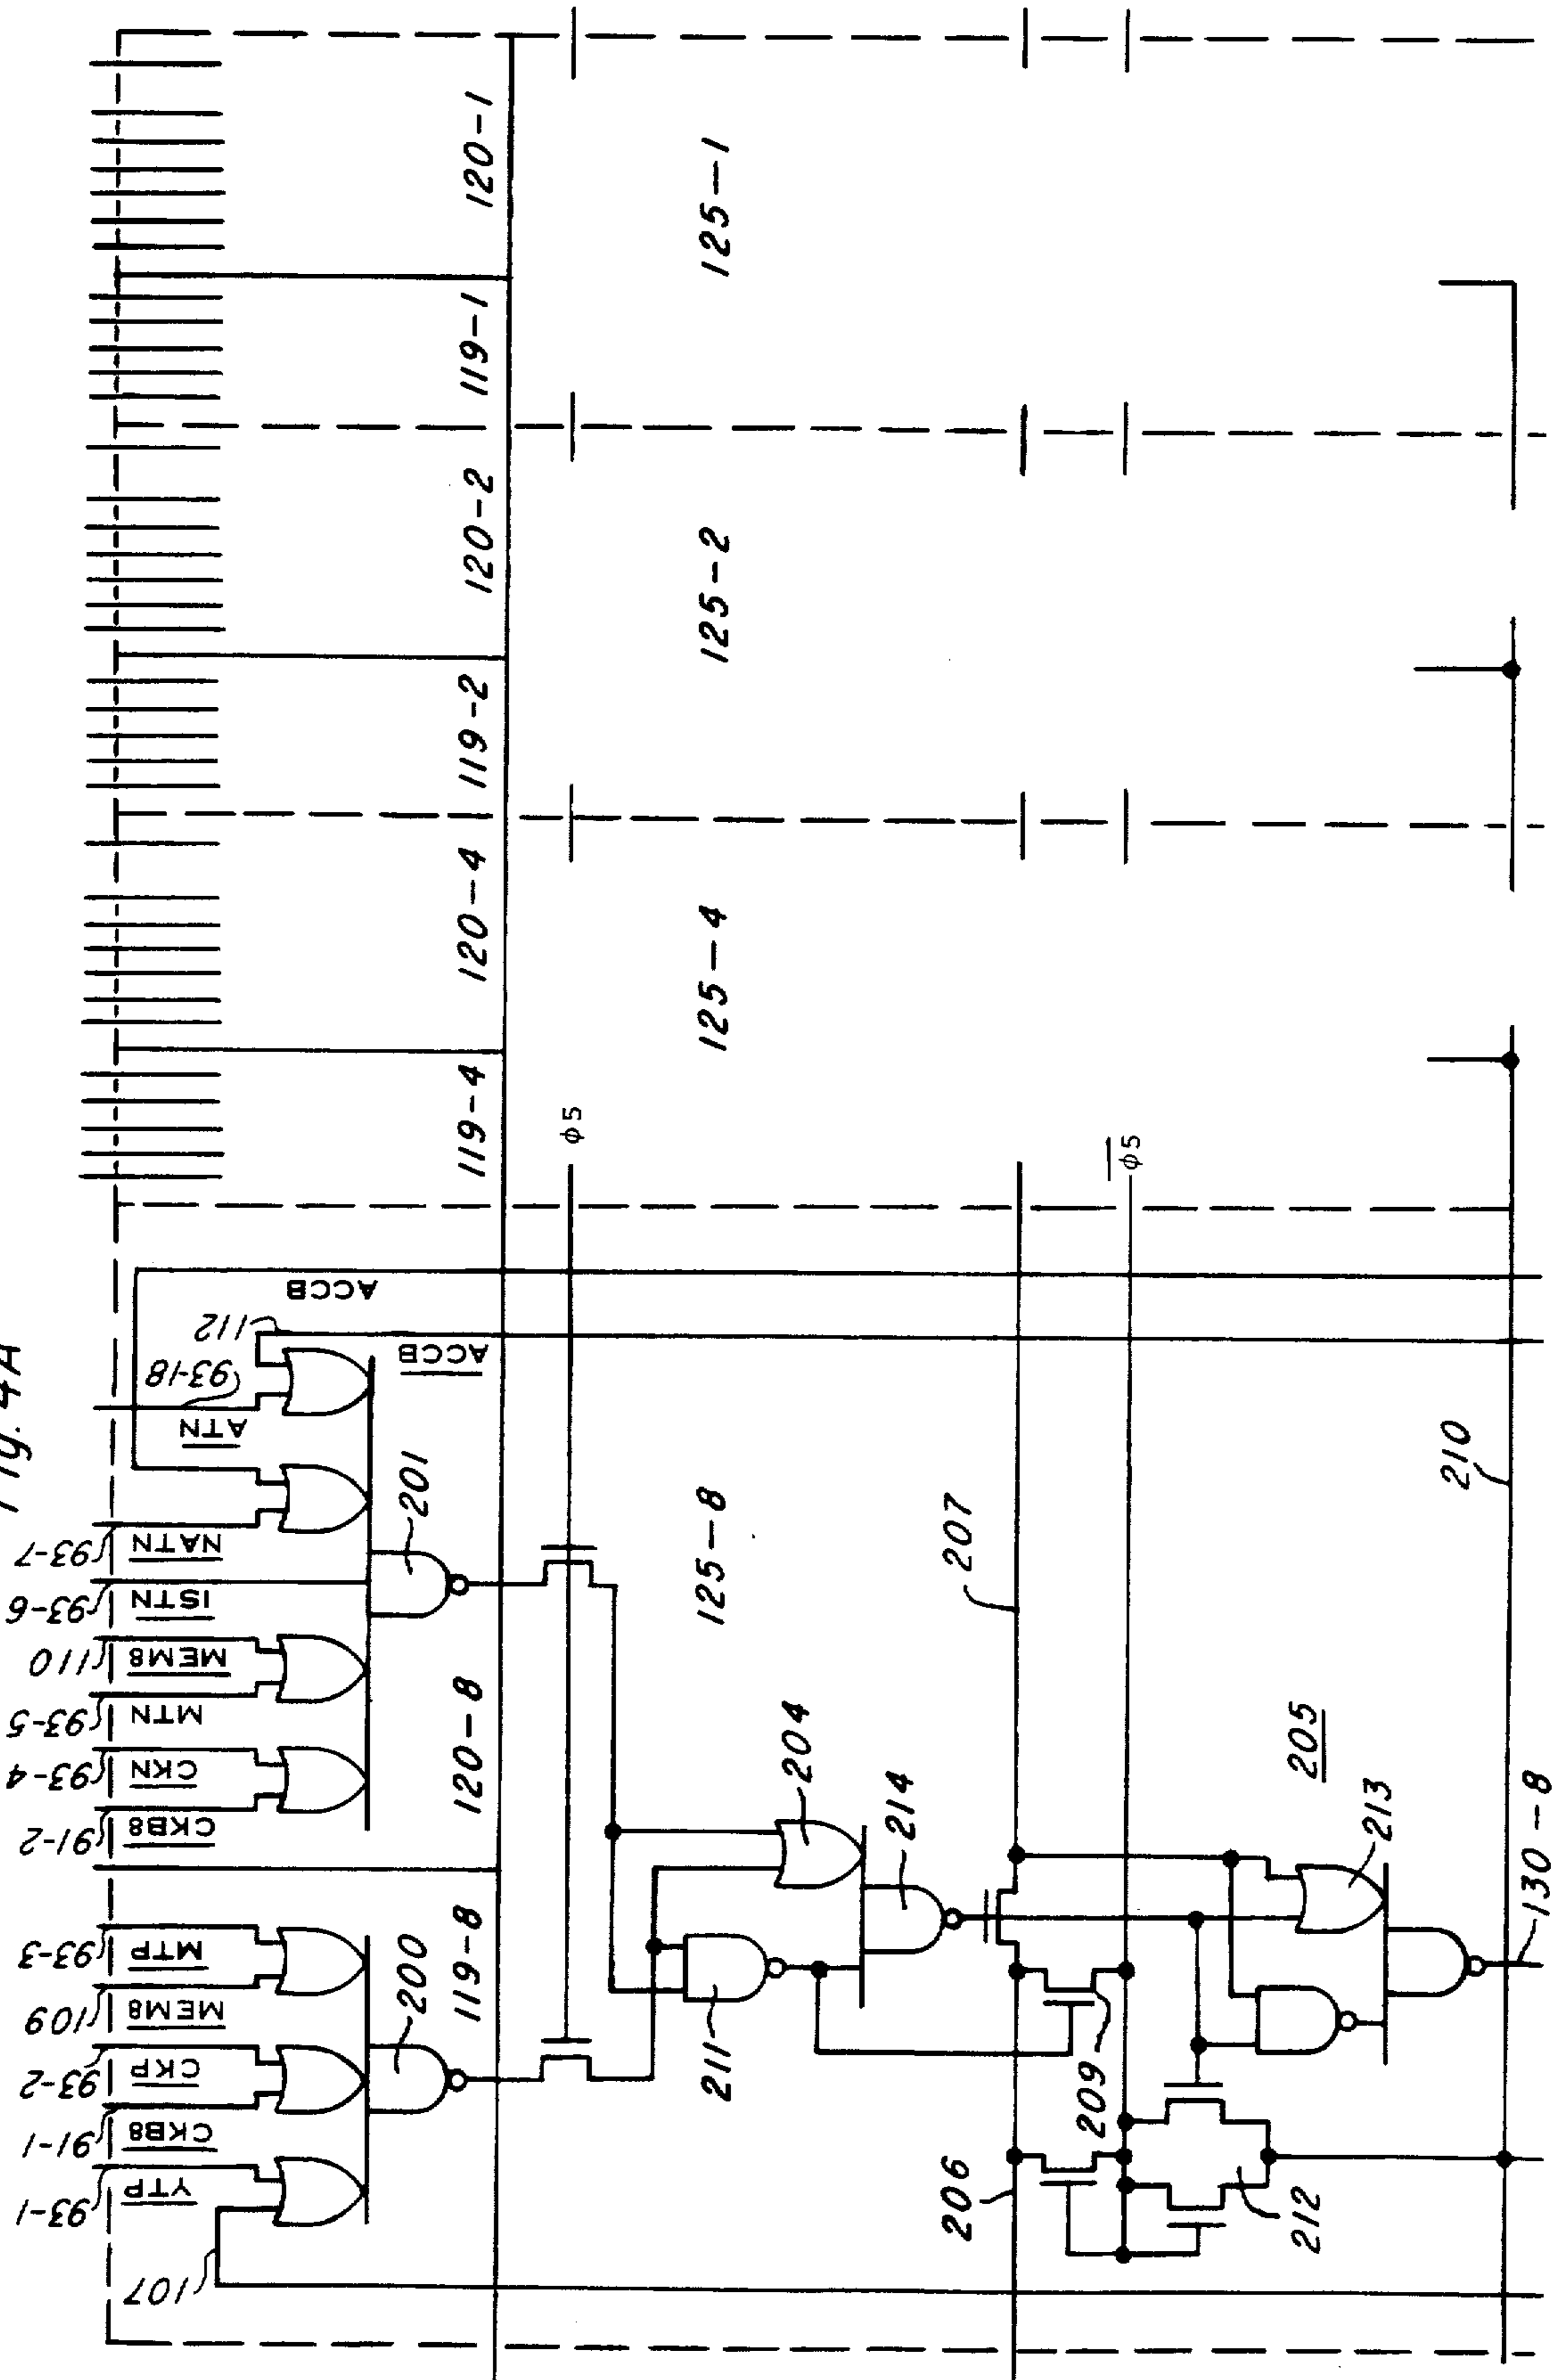 Fig. 4A
107
93-1
YTP
91-1
CKB8
93-2
CKP
109
MEM8
93-3
MTP
91-2
CKB8
93-4
CKN
93-5
MTN
110
MEM8
93-6
ISTN
93-7
NATN
ATN
93-18
112
ACCB
ACCB
200
201
119-8
120-8
119-4
120-4
119-2
120-2
119-1
120-1
φ5
125-8
125-4
125-2
125-1
211
204
214
206
207
φ5
209
212
205
213
210
130-8